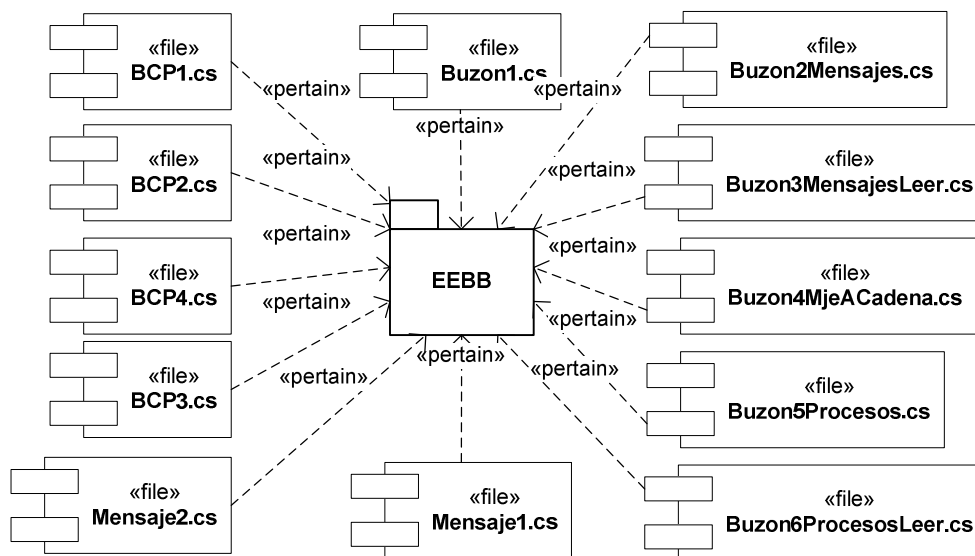 «file»
BCP1.cs
«file»
Buzon1.cs
«file»
Buzon2Mensajes.cs
«pertain»
«pertain»
«pertain»
«file»
BCP2.cs
«pertain»
«pertain»
«file»
Buzon3MensajesLeer.cs
«pertain»
«pertain»
«file»
BCP4.cs
EEBB
«file»
Buzon4MjeACadena.cs
«pertain»
«pertain»
«file»
BCP3.cs
«pertain»
«pertain»
«pertain»
«file»
Buzon5Procesos.cs
«file»
Mensaje2.cs
«file»
Mensaje1.cs
«file»
Buzon6ProcesosLeer.cs